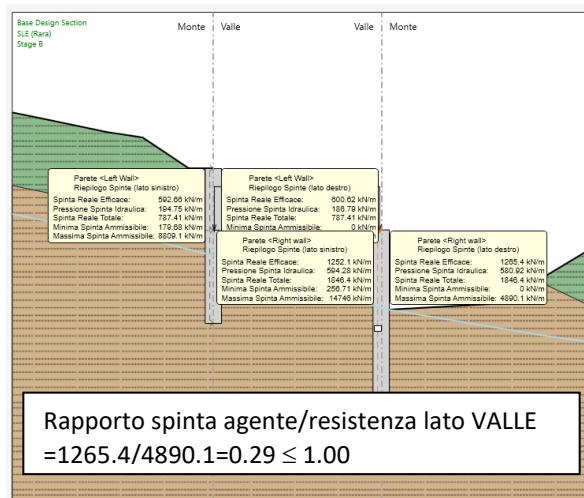 Base Design Section
SLE (Rara)
Stage B
Monte
Valle
Valle
Monte
Parete <Left Wall>
Riepilogo Spinte (lato sinistro)
Spinta Reale Efficace: 592.66 kN/m
Pressione Spinta Idraulica: 194.75 kN/m
Spinta Reale Totale: 787.41 kN/m
Minima Spinta Ammissibile: 179.68 kN/m
Massima Spinta Ammissibile: 8809.1 kN/m
Parete <Left Wall>
Riepilogo Spinte (lato destro)
Spinta Reale Efficace: 600.62 kN/m
Pressione Spinta Idraulica: 186.79 kN/m
Spinta Reale Totale: 787.41 kN/m
Minima Spinta Ammissibile: 0 kN/m
Parete <Right wall>
Riepilogo Spinte (lato sinistro)
Spinta Reale Efficace: 1252.1 kN/m
Pressione Spinta Idraulica: 594.28 kN/m
Spinta Reale Totale: 1846.4 kN/m
Minima Spinta Ammissibile: 256.71 kN/m
Massima Spinta Ammissibile: 14746 kN/m
Parete <Right wall>
Riepilogo Spinte (lato destro)
Spinta Reale Efficace: 1265.4 kN/m
Pressione Spinta Idraulica: 580.92 kN/m
Spinta Reale Totale: 1846.4 kN/m
Minima Spinta Ammissibile: 0 kN/m
Massima Spinta Ammissibile: 4890.1 kN/m
Rapporto spinta agente/resistenza lato VALLE
=1265.4/4890.1=0.29 ≤ 1.00